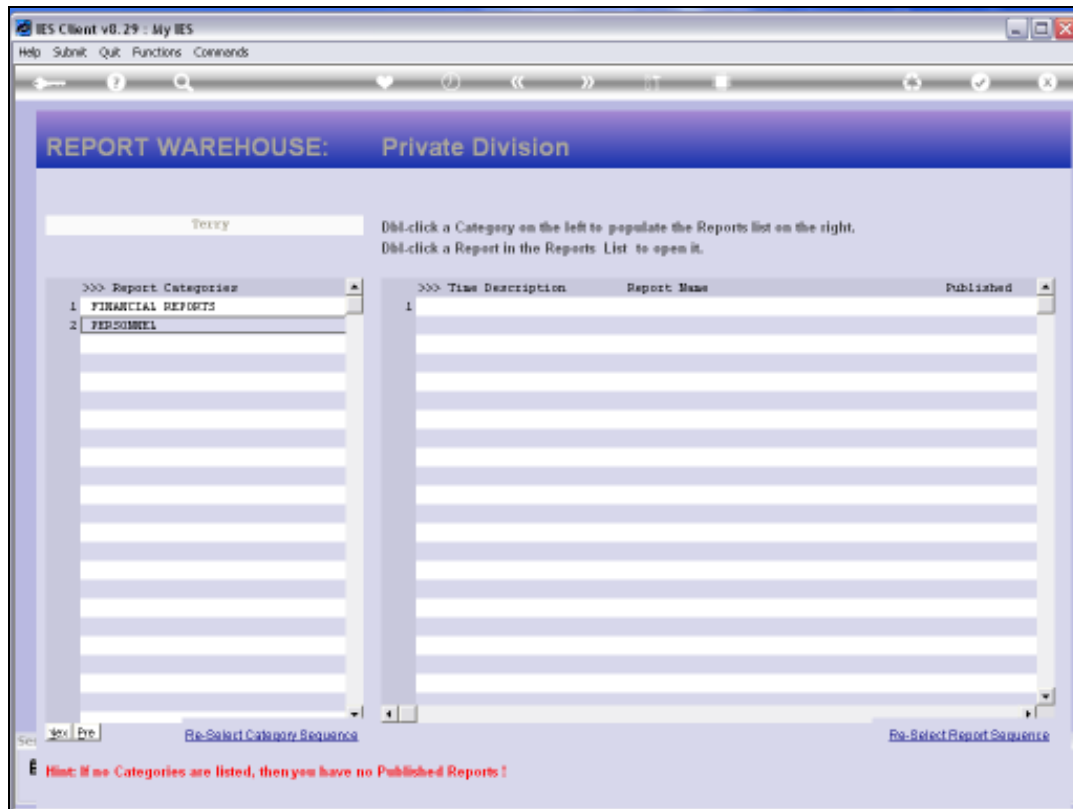 IES Client v8.29 : My IES
Help Submit Quit Functions Commands
REPORT WAREHOUSE: Private Division
Terry
Dbl-click a Category on the left to populate the Reports list on the right.
Dbl-click a Report in the Reports List to open it.
>>> Report Categories
1 FINANCIAL REPORTS
2 PERSONNEL
>>> Time Description Report Name Published
1
Nex Pre
Re-Select Category Sequence
Re-Select Report Sequence
Hint: If no Categories are listed, then you have no Published Reports !